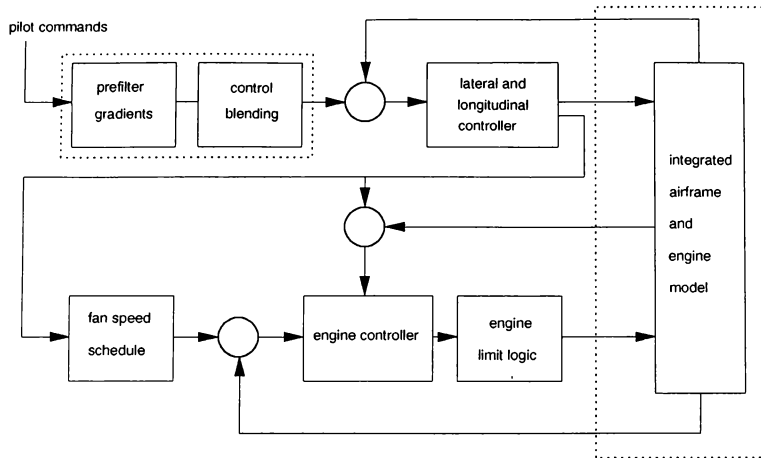 pilot commands
prefilter
gradients
control
blending
lateral and
longitudinal
controller
integrated
airframe
and
engine
model
fan speed
schedule
engine controller
engine
limit logic